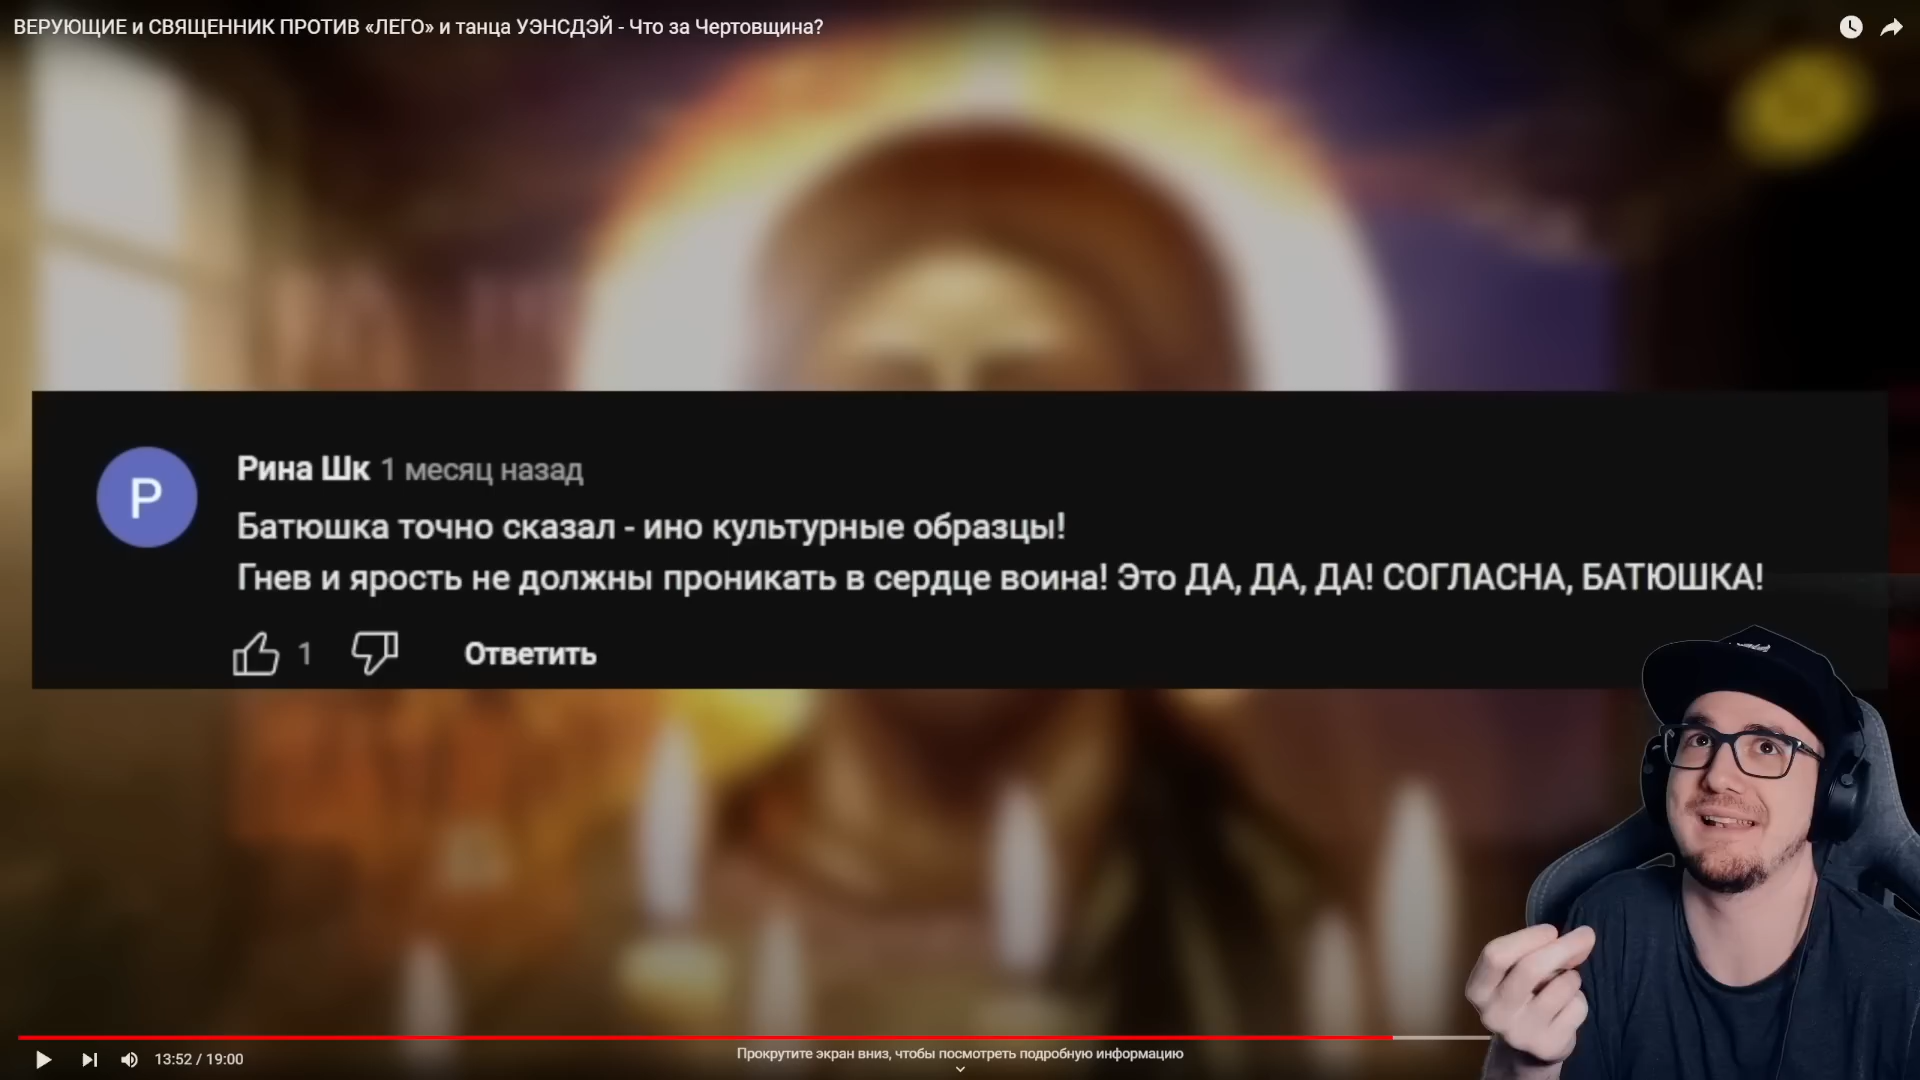 ВЕРУЮЩИЕ и СВЯЩЕННИК ПРОТИВ «ЛЕГО» и танца УЭНСДЭЙ - Что за Чертовщина?
Р
Рина Шк 1 месяц назад
Батюшка точно сказал - ино культурные образцы!
Гнев и ярость не должны проникать в сердце воина! Это ДА, ДА, ДА! СОГЛАСНА, БАТЮШКА!
1 Ответить
13:52 / 19:00
Прокрутите экран вниз, чтобы посмотреть подробную информацию